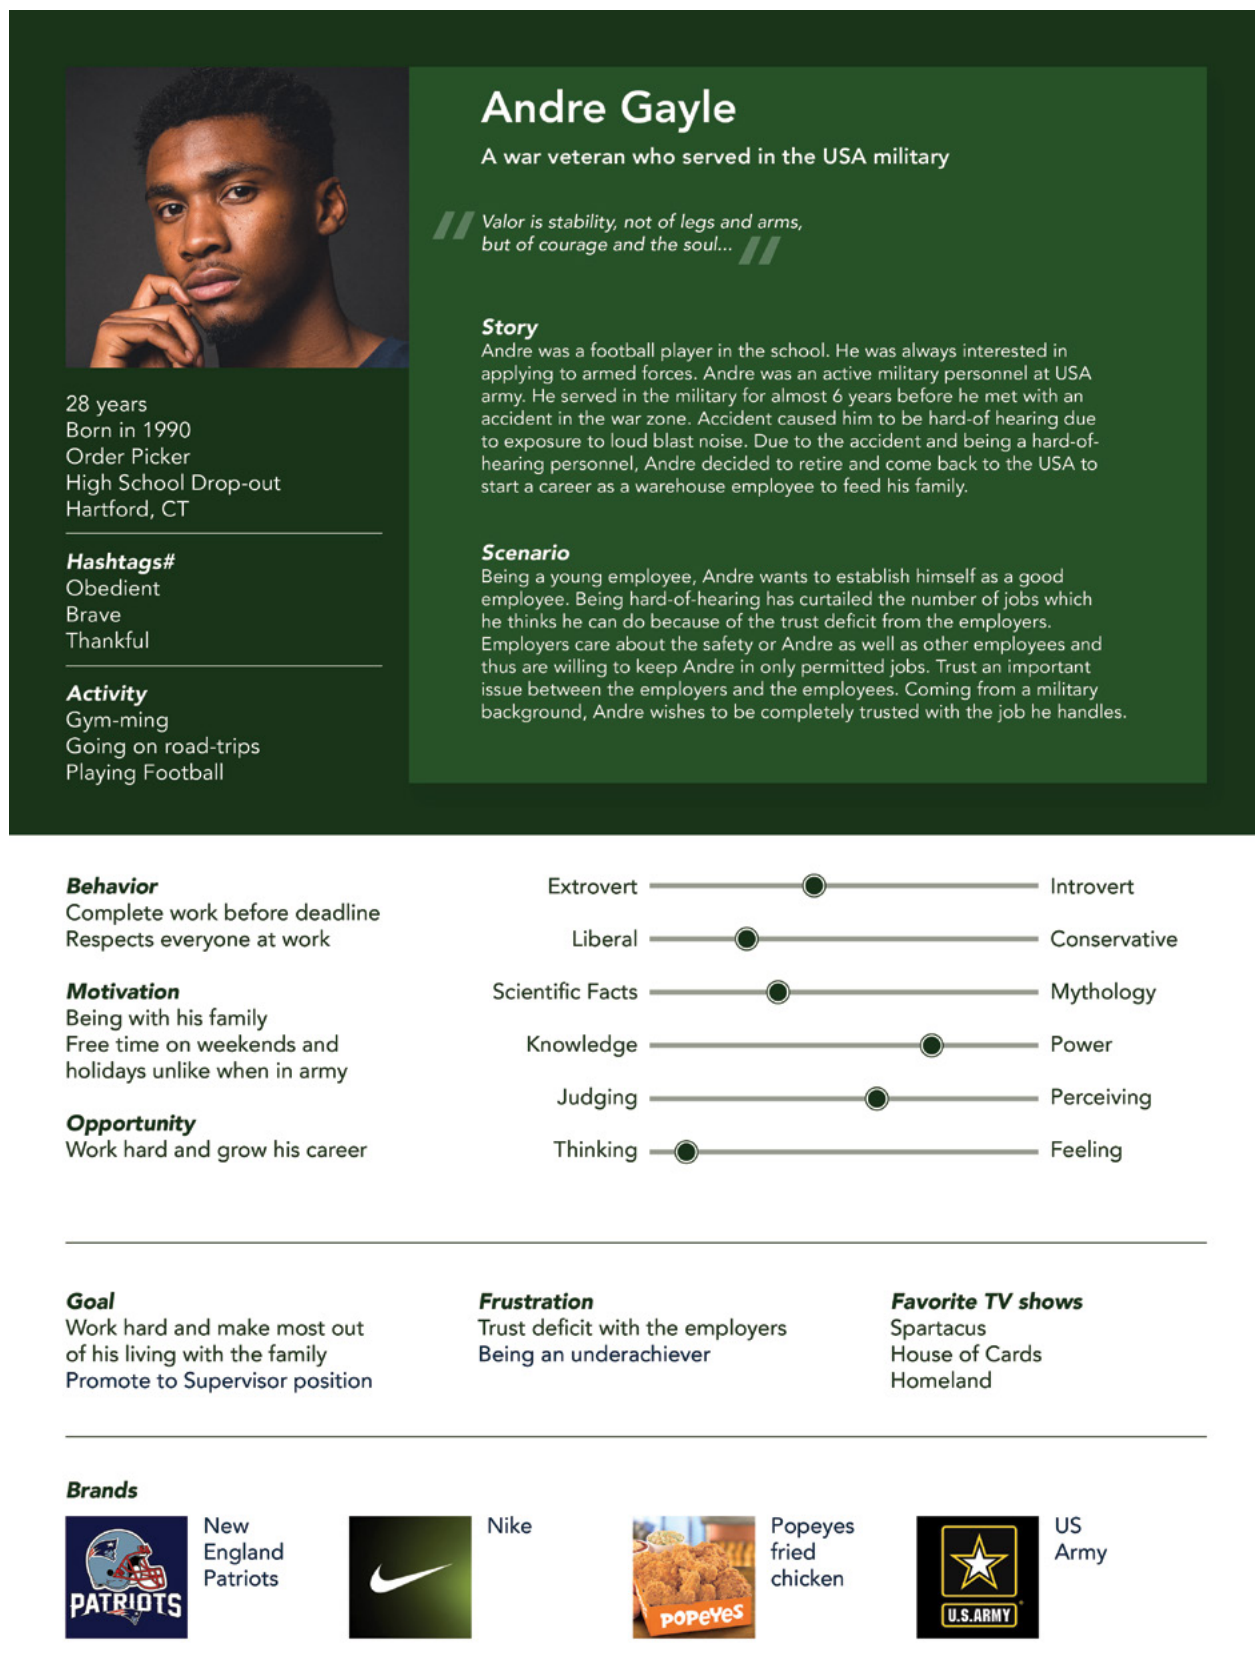 Andre Gayle
A war veteran who served in the USA military
Valor is stability, not of legs and arms,
but of courage and the soul...
Story
Andre was a football player in the school. He was always interested in
applying to armed forces. Andre was an active military personnel at USA
army. He served in the military for almost 6 years before he met with an
accident in the war zone. Accident caused him to be hard-of hearing due
to exposure to loud blast noise. Due to the accident and being a hard-of-
hearing personnel, Andre decided to retire and come back to the USA to
start a career as a warehouse employee to feed his family.
Scenario
Being a young employee, Andre wants to establish himself as a good
employee. Being hard-of-hearing has curtailed the number of jobs which
he thinks he can do because of the trust deficit from the employers.
Employers care about the safety or Andre as well as other employees and
thus are willing to keep Andre in only permitted jobs. Trust an important
issue between the employers and the employees. Coming from a military
background, Andre wishes to be completely trusted with the job he handles.
28 years
Born in 1990
Order Picker
High School Drop-out
Hartford, CT
Hashtags#
Obedient
Brave
Thankful
Activity
Gym-ming
Going on road-trips
Playing Football
Behavior
Complete work before deadline
Respects everyone at work
Motivation
Being with his family
Free time on weekends and
holidays unlike when in army
Opportunity
Work hard and grow his career
Extrovert Introvert
Liberal Conservative
Scientific Facts Mythology
Knowledge Power
Judging Perceiving
Thinking Feeling
Goal
Work hard and make most out
of his living with the family
Promote to Supervisor position
Frustration
Trust deficit with the employers
Being an underachiever
Favorite TV shows
Spartacus
House of Cards
Homeland
Brands
PATRIOTS
New
England
Patriots
Nike
POPEYES
Popeyes
fried
chicken
U.S.ARMY
US
Army